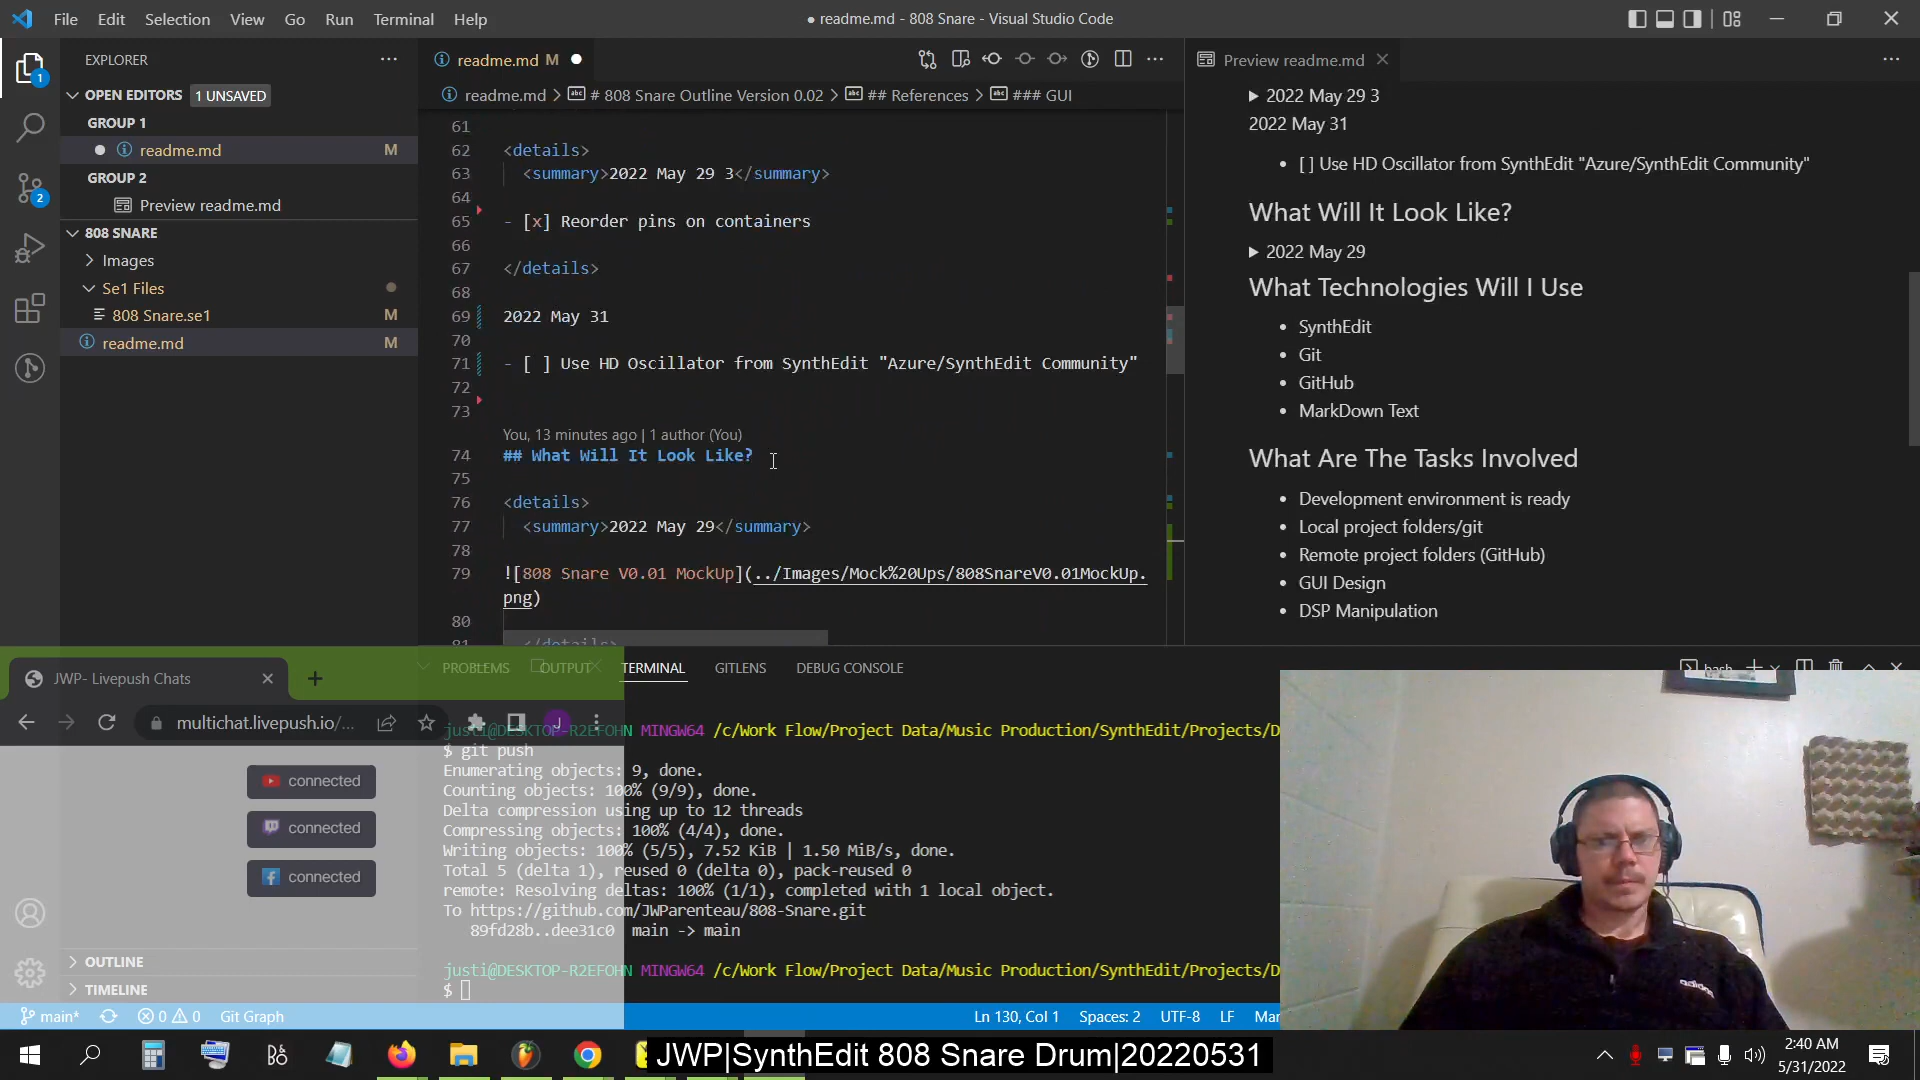 File Edit Selection View Go Run Terminal Help
● readme.md - 808 Snare - Visual Studio Code
EXPLORER
OPEN EDITORS 1 UNSAVED
GROUP 1
readme.md M
GROUP 2
Preview readme.md
808 SNARE
Images
Se1 Files
808 Snare.se1 M
readme.md M
OUTLINE
TIMELINE
1
2
readme.md M
readme.md > # 808 Snare Outline Version 0.02 > ## References > ### GUI
61
62 <details>
63 <summary>2022 May 29 3</summary>
64
65 - [x] Reorder pins on containers
66
67 </details>
68
69 2022 May 31
70
71 - [ ] Use HD Oscillator from SynthEdit "Azure/SynthEdit Community"
72
73
You, 13 minutes ago | 1 author (You)
74 ## What Will It Look Like?
75
76 <details>
77 <summary>2022 May 29</summary>
78
79 ![808 Snare V0.01 MockUp](../Images/Mock%20Ups/808SnareV0.01MockUp.
png)
80
81 </details>
Preview readme.md
▶ 2022 May 29 3
2022 May 31
• [ ] Use HD Oscillator from SynthEdit "Azure/SynthEdit Community"
What Will It Look Like?
▶ 2022 May 29
What Technologies Will I Use
• SynthEdit
• Git
• GitHub
• MarkDown Text
What Are The Tasks Involved
• Development environment is ready
• Local project folders/git
• Remote project folders (GitHub)
• GUI Design
• DSP Manipulation
PROBLEMS OUTPUT TERMINAL GITLENS DEBUG CONSOLE
bash
justi@DESKTOP-R2EFOHN MINGW64 /c/Work Flow/Project Data/Music Production/SynthEdit/Projects/D
$ git push
Enumerating objects: 9, done.
Counting objects: 100% (9/9), done.
Delta compression using up to 12 threads
Compressing objects: 100% (4/4), done.
Writing objects: 100% (5/5), 7.52 KiB | 1.50 MiB/s, done.
Total 5 (delta 1), reused 0 (delta 0), pack-reused 0
remote: Resolving deltas: 100% (1/1), completed with 1 local object.
To https://github.com/JWParenteau/808-Snare.git
89fd28b..dee31c0 main -> main
justi@DESKTOP-R2EFOHN MINGW64 /c/Work Flow/Project Data/Music Production/SynthEdit/Projects/D
$
JWP- Livepush Chats
multichat.livepush.io/...
J
connected
connected
connected
adidas
main* 0 0 Git Graph
Ln 130, Col 1 Spaces: 2 UTF-8 LF Mar
JWP|SynthEdit 808 Snare Drum|20220531
2:40 AM
5/31/2022